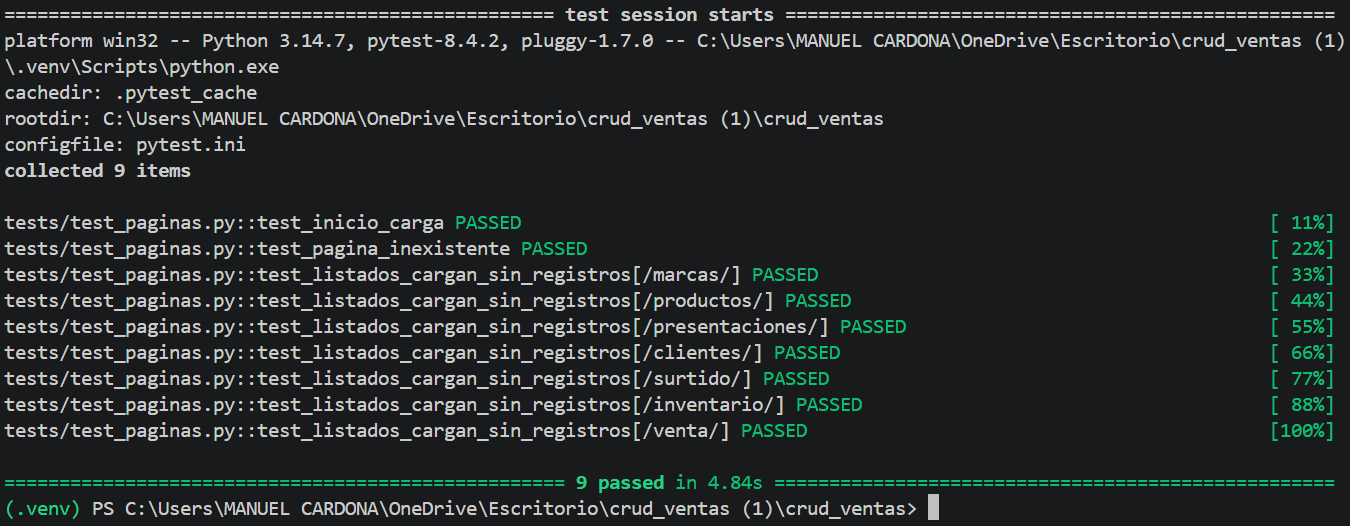 ================================================== test session starts ==================================================
platform win32 -- Python 3.14.7, pytest-8.4.2, pluggy-1.7.0 -- C:\Users\MANUEL CARDONA\OneDrive\Escritorio\crud_ventas (1)
\.venv\Scripts\python.exe
cachedir: .pytest_cache
rootdir: C:\Users\MANUEL CARDONA\OneDrive\Escritorio\crud_ventas (1)\crud_ventas
configfile: pytest.ini
collected 9 items
tests/test_paginas.py::test_inicio_carga PASSED [ 11%]
tests/test_paginas.py::test_pagina_inexistente PASSED [ 22%]
tests/test_paginas.py::test_listados_cargan_sin_registros[/marcas/] PASSED [ 33%]
tests/test_paginas.py::test_listados_cargan_sin_registros[/productos/] PASSED [ 44%]
tests/test_paginas.py::test_listados_cargan_sin_registros[/presentaciones/] PASSED [ 55%]
tests/test_paginas.py::test_listados_cargan_sin_registros[/clientes/] PASSED [ 66%]
tests/test_paginas.py::test_listados_cargan_sin_registros[/surtido/] PASSED [ 77%]
tests/test_paginas.py::test_listados_cargan_sin_registros[/inventario/] PASSED [ 88%]
tests/test_paginas.py::test_listados_cargan_sin_registros[/venta/] PASSED [100%]
=================================================== 9 passed in 4.84s ===================================================
(.venv) PS C:\Users\MANUEL CARDONA\OneDrive\Escritorio\crud_ventas (1)\crud_ventas>